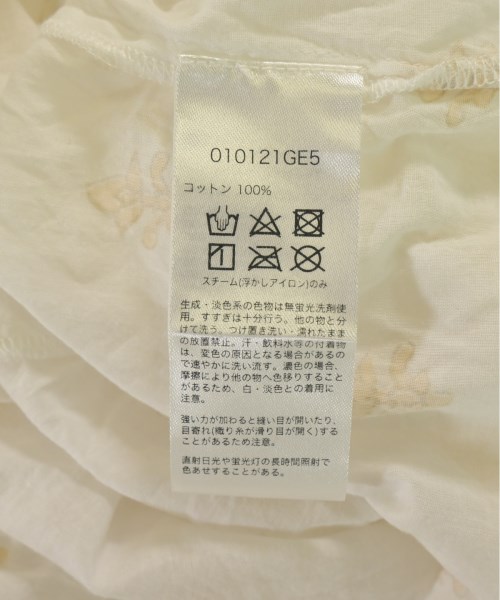 010121GE5
コットン 100%
スチーム(浮かしアイロン)のみ
生成・淡色系の色物は無蛍光洗剤使
用。すすぎは十分行う。他の物と分
けて洗う。つけ置き洗い・濡れたまま
の放置禁止。汗・飲料水等の付着物
は、変色の原因となる場合があるの
で速やかに洗い流す。濃色の場合、
摩擦により他の物へ色移りすること
があるため、白・淡色との着用に
注意。
強い力が加わると縫い目が開いたり、
目寄れ(織り糸が滑り目が開く)する
ことがあるため注意。
直射日光や蛍光灯の長時間照射で
色あせすることがある。